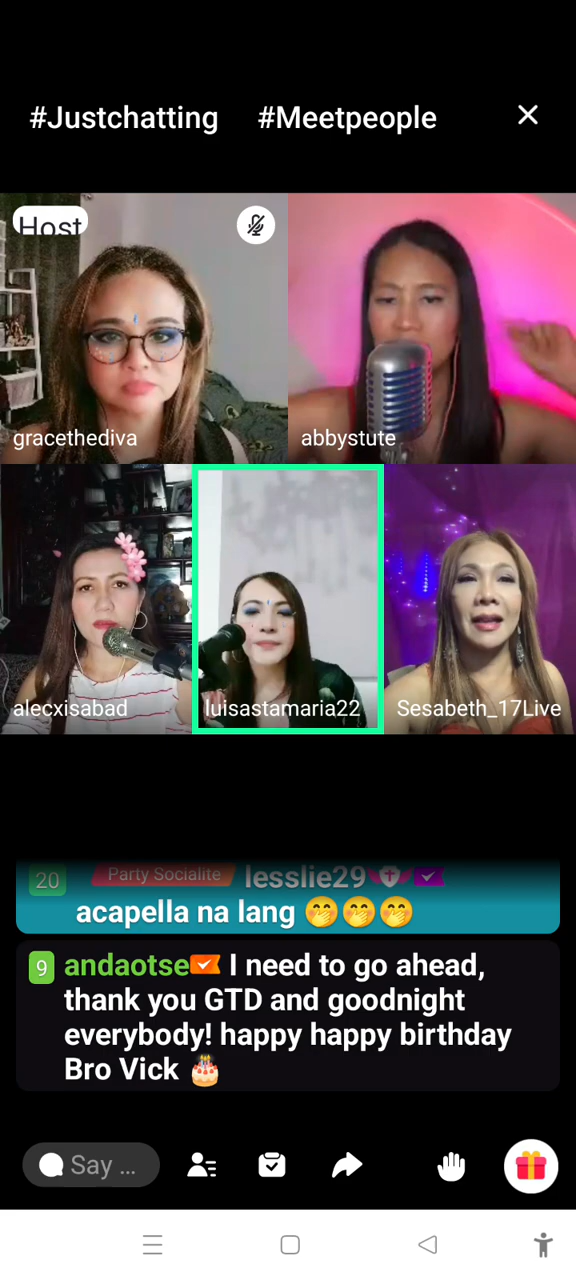 #Justchatting #Meetpeople
Host
gracethediva
abbystute
alecxisabad
luisastamaria22
Sesabeth_17Live
20 Party Socialite lesslie29
acapella na lang 🤭🤭🤭
9 andaotse I need to go ahead,
thank you GTD and goodnight
everybody! happy happy birthday
Bro Vick 🎂
Say ...